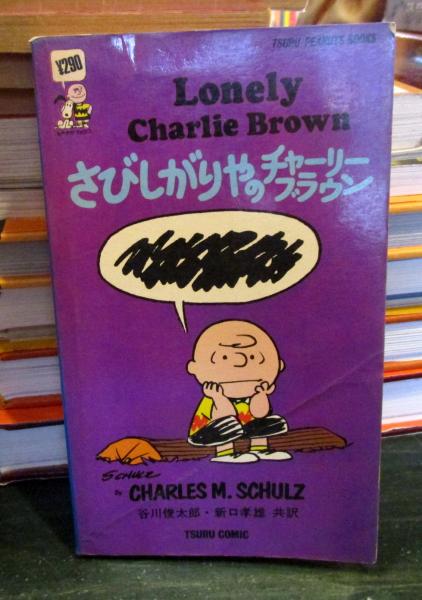 TSURU PEANUTS BOOKS
¥290
Lonely
Charlie Brown
さびしがりやのチャーリー
ブラウン
SCHULZ
By CHARLES M. SCHULZ
谷川俊太郎・新口孝雄 共訳
TSURU COMIC